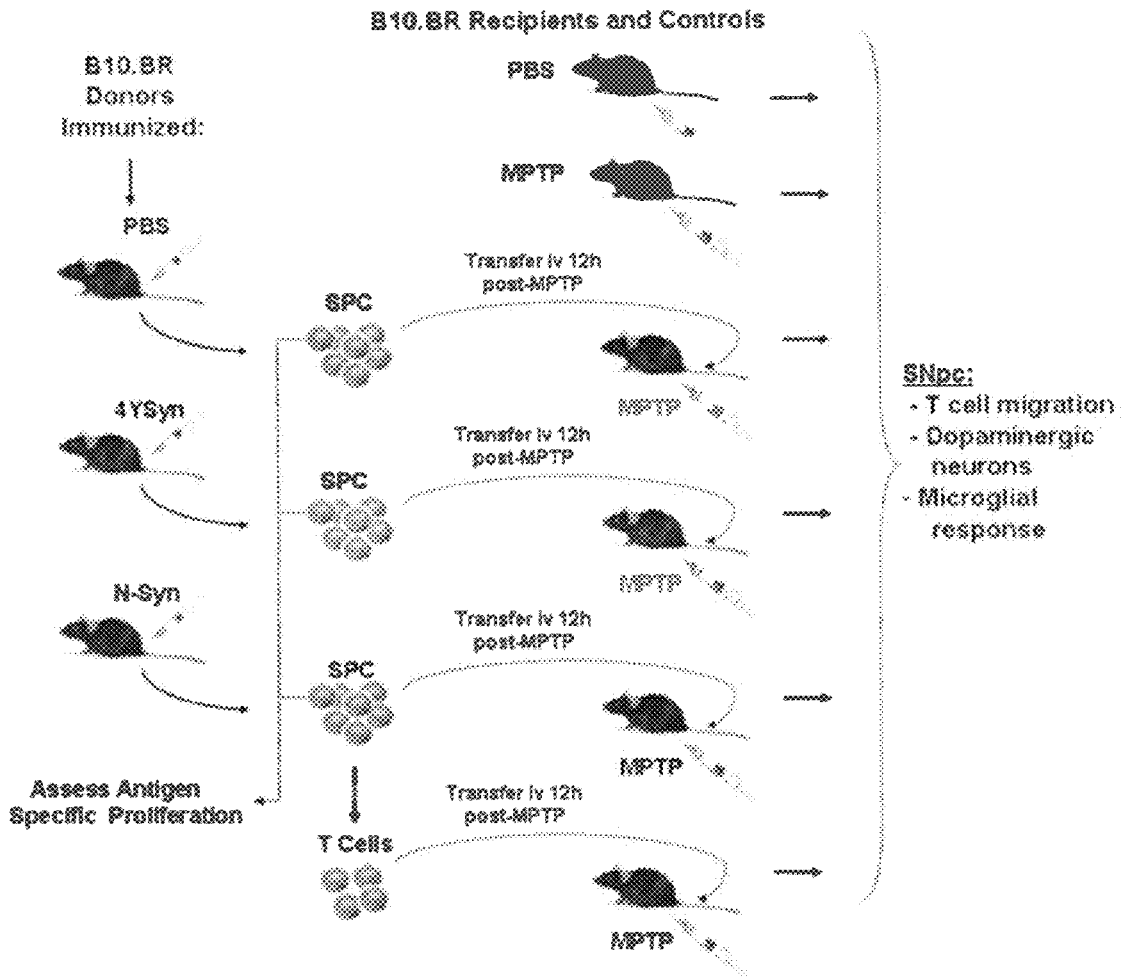 B10.BR Recipients and Controls
B10.BR
Donors
Immunized:
PBS
MPTP
PBS
Transfer iv 12h
post-MPTP
SPC
MPTP
4YSyn
Transfer iv 12h
post-MPTP
SPC
MPTP
N-Syn
Transfer iv 12h
post-MPTP
SPC
MPTP
Assess Antigen
Specific Proliferation
Transfer iv 12h
post-MPTP
T Cells
MPTP
SNpc:
- T cell migration
- Dopaminergic
neurons
- Microglial
response